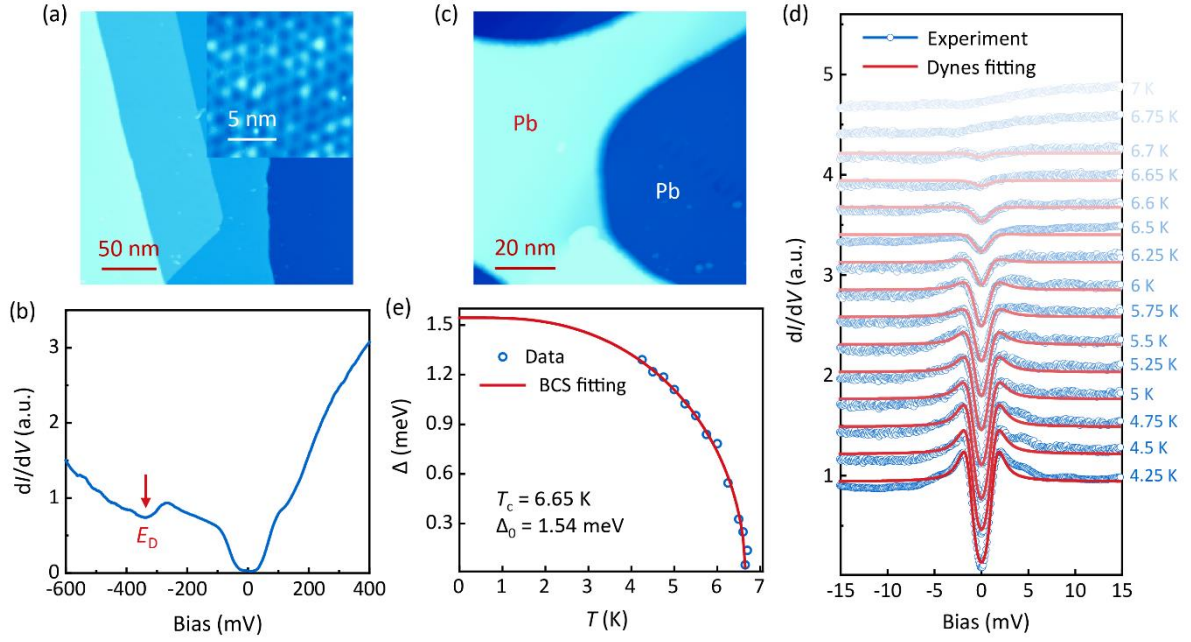 (a)
5 nm
50 nm
(c)
Pb
Pb
20 nm
(d)
Experiment
Dynes fitting
7 K
6.75 K
6.7 K
6.65 K
6.6 K
6.5 K
6.25 K
6 K
5.75 K
5.5 K
5.25 K
5 K
4.75 K
4.5 K
4.25 K
5
4
3
2
1
dI/dV (a.u.)
-15 -10 -5 0 5 10 15
Bias (mV)
(b)
3
2
1
0
dI/dV (a.u.)
E_D
-600 -400 -200 0 200 400
Bias (mV)
(e)
1.5
1.2
0.9
0.6
0.3
Δ (meV)
Data
BCS fitting
T_c = 6.65 K
Δ_0 = 1.54 meV
0 1 2 3 4 5 6 7
T (K)